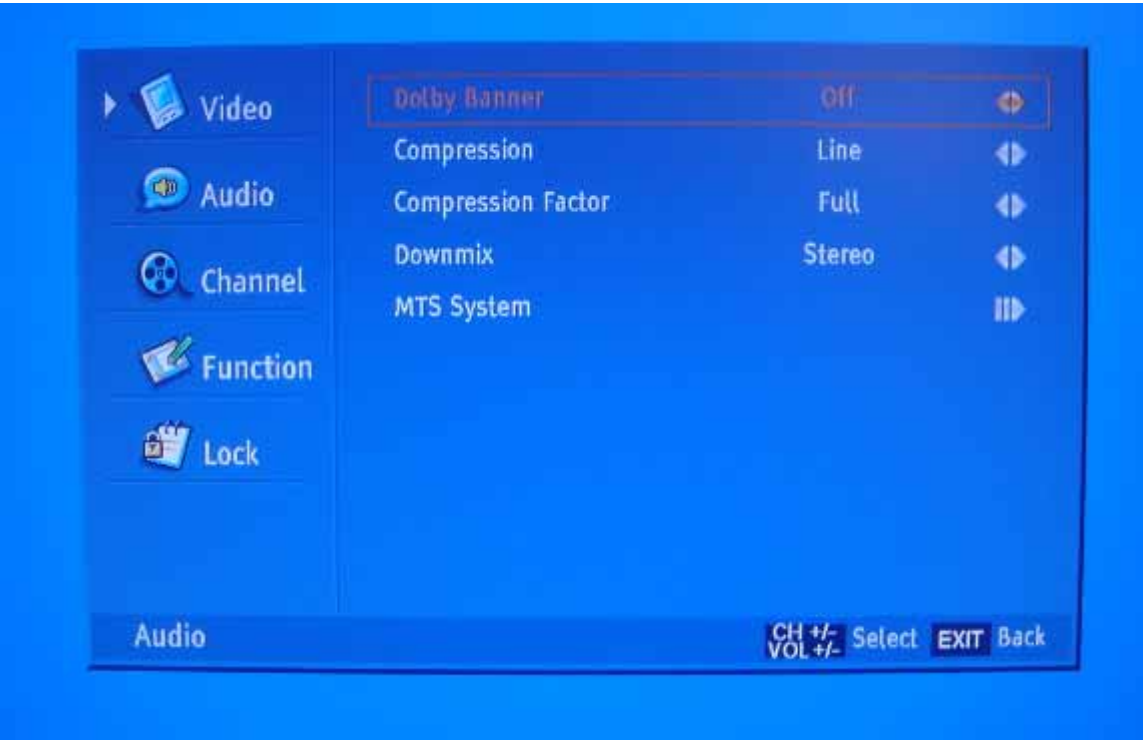 Video
Audio
Channel
Function
Lock
Dolby Banner Off
Compression Line
Compression Factor Full
Downmix Stereo
MTS System
Audio
CH +/- VOL +/- Select EXIT Back